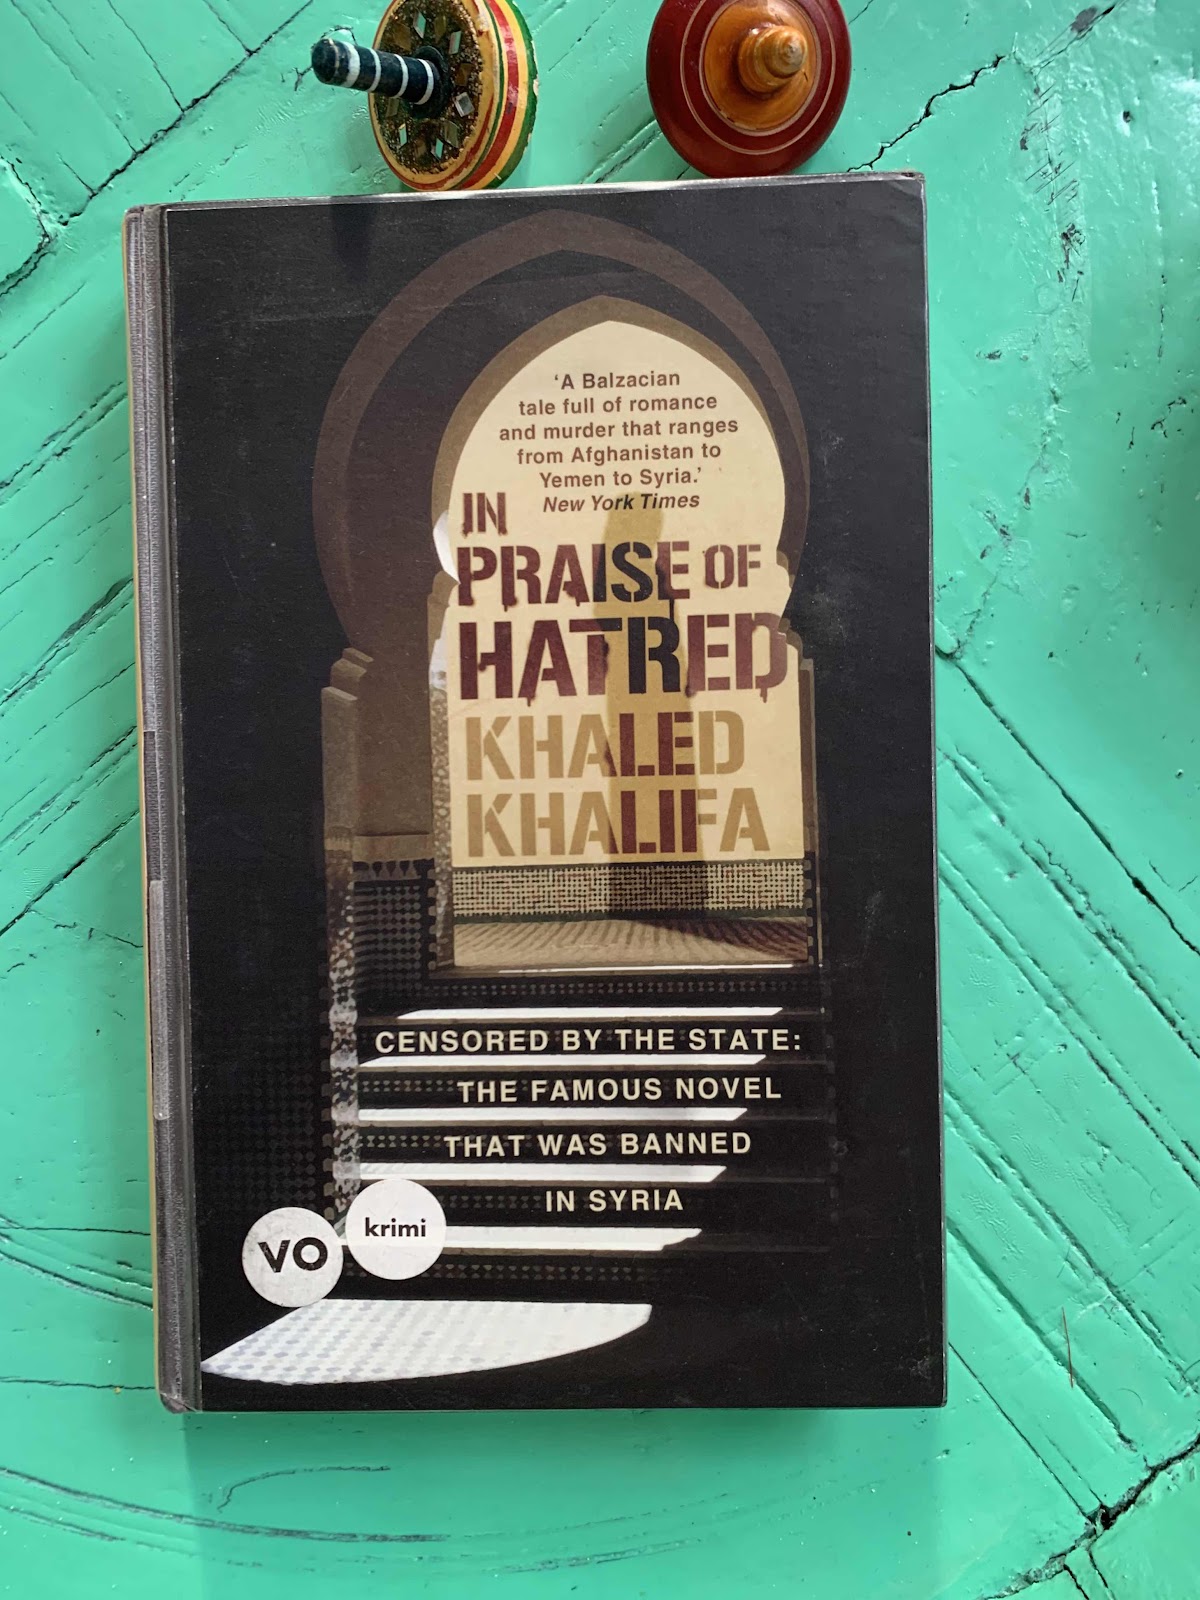 ‘A Balzacian
tale full of romance
and murder that ranges
from Afghanistan to
Yemen to Syria.’
New York Times
IN
PRAISE OF
HATRED
KHALED
KHALIFA
CENSORED BY THE STATE:
THE FAMOUS NOVEL
THAT WAS BANNED
IN SYRIA
VO
krimi